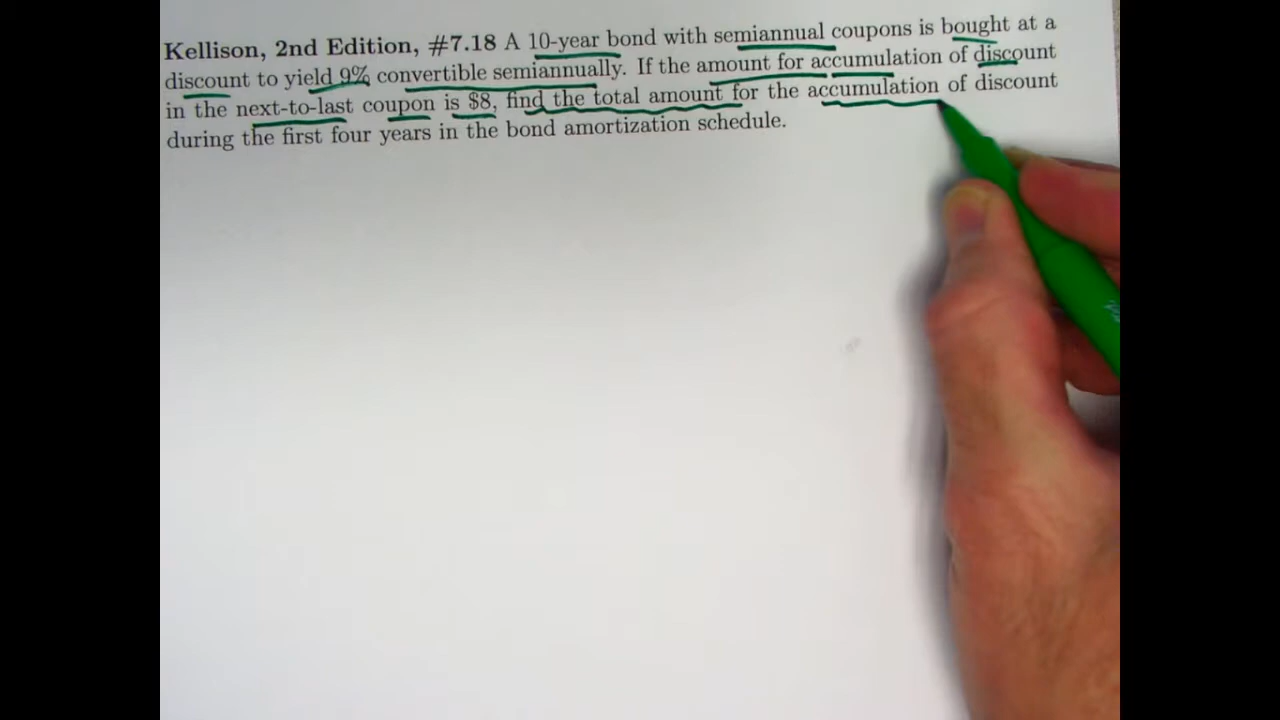 Kellison, 2nd Edition, #7.18 A 10-year bond with semiannual coupons is bought at a
discount to yield 9% convertible semiannually. If the amount for accumulation of discount
in the next-to-last coupon is $8, find the total amount for the accumulation of discount
during the first four years in the bond amortization schedule.